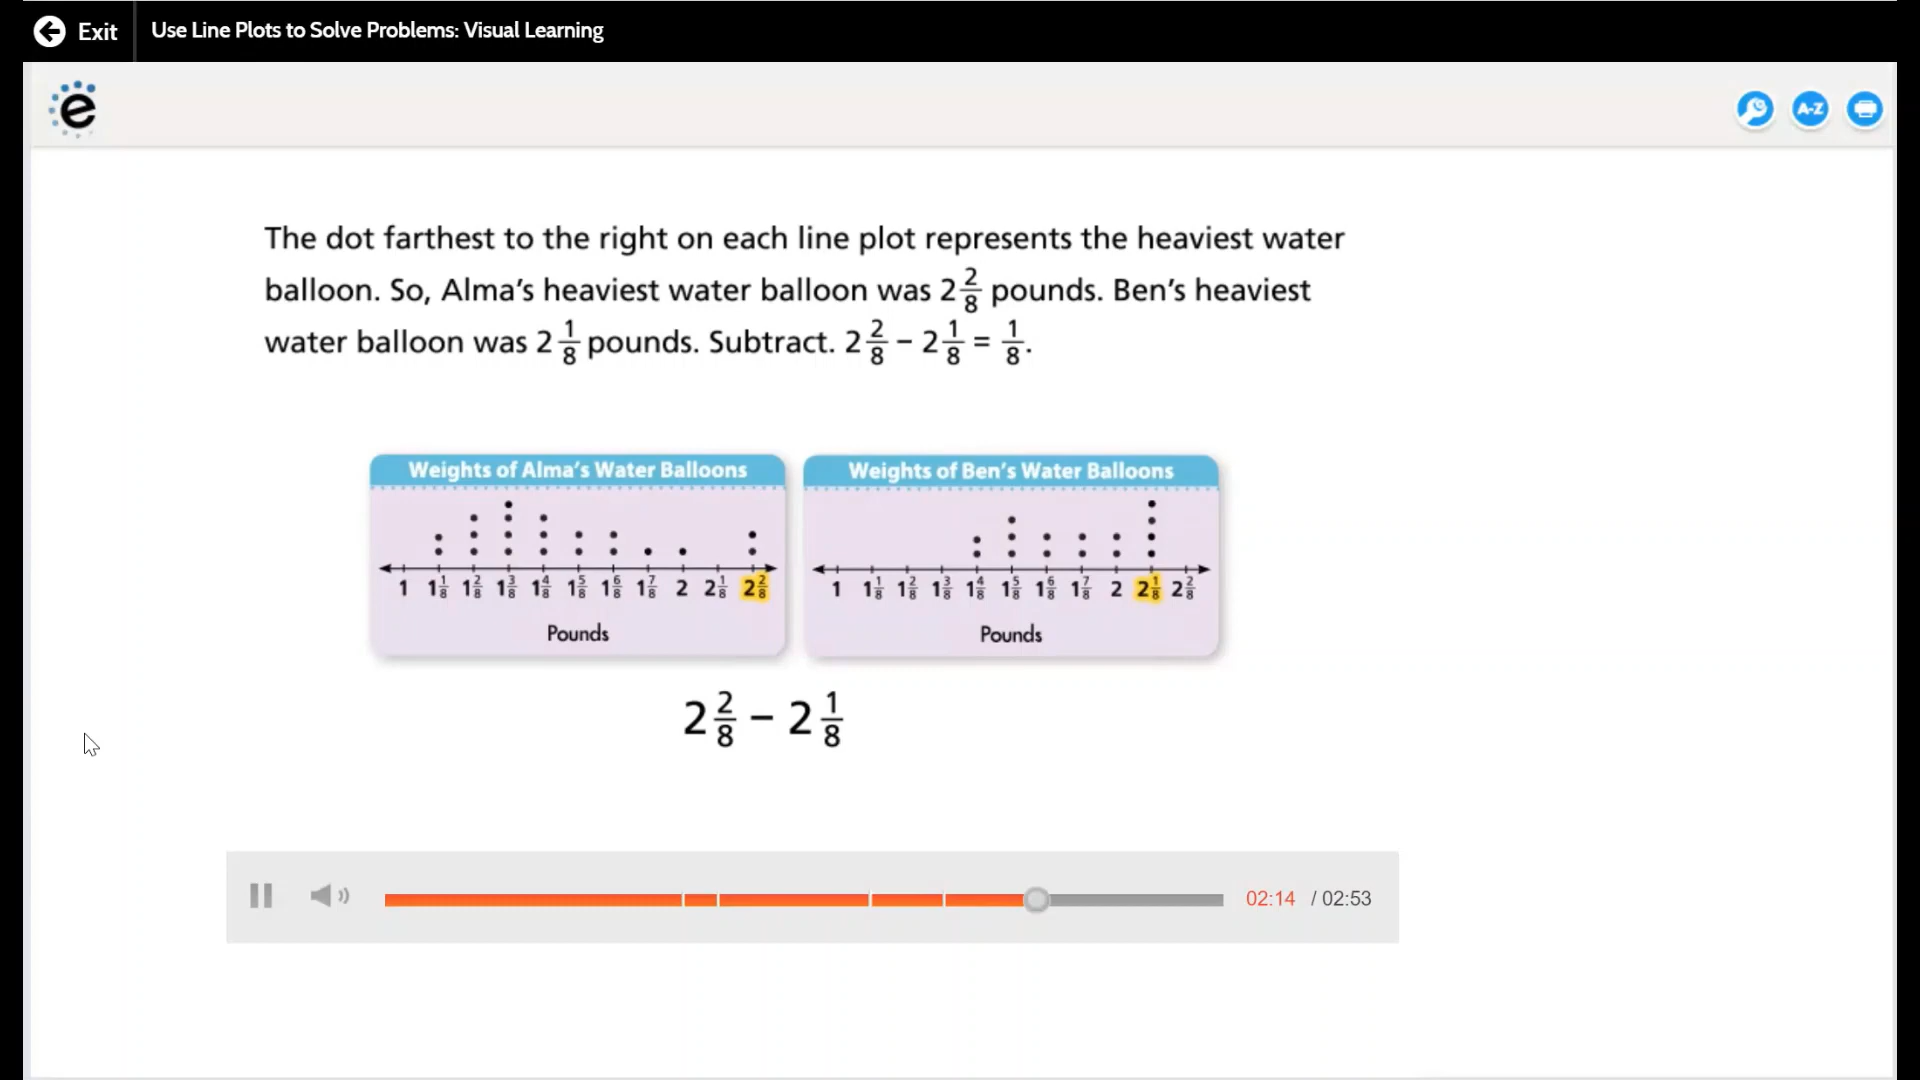 Exit
Use Line Plots to Solve Problems: Visual Learning
e
A-Z
The dot farthest to the right on each line plot represents the heaviest water
balloon. So, Alma's heaviest water balloon was 2 2/8 pounds. Ben's heaviest
water balloon was 2 1/8 pounds. Subtract. 2 2/8 − 2 1/8 = 1/8.
Weights of Alma's Water Balloons
1 1 1/8 1 2/8 1 3/8 1 4/8 1 5/8 1 6/8 1 7/8 2 2 1/8 2 2/8
Pounds
Weights of Ben's Water Balloons
1 1 1/8 1 2/8 1 3/8 1 4/8 1 5/8 1 6/8 1 7/8 2 2 1/8 2 2/8
Pounds
2 2/8 − 2 1/8
02:14 / 02:53